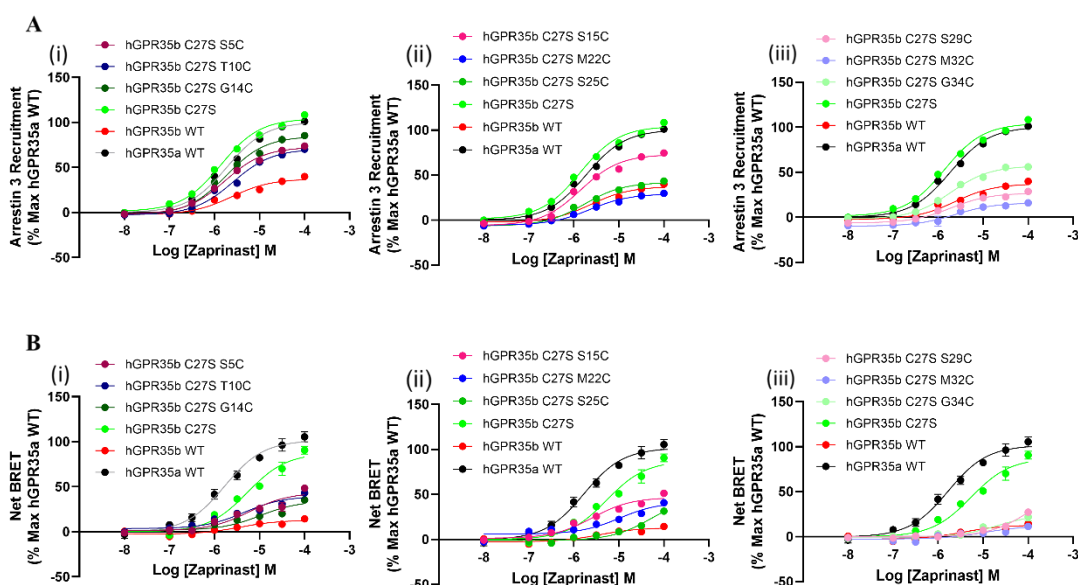 A
(i)
hGPR35b C27S S5C
hGPR35b C27S T10C
hGPR35b C27S G14C
hGPR35b C27S
hGPR35b WT
hGPR35a WT
Arrestin 3 Recruitment
(% Max hGPR35a WT)
150
100
50
0
-50
-8 -7 -6 -5 -4 -3
Log [Zaprinast] M
(ii)
hGPR35b C27S S15C
hGPR35b C27S M22C
hGPR35b C27S S25C
hGPR35b C27S
hGPR35b WT
hGPR35a WT
Arrestin 3 Recruitment
(% Max hGPR35a WT)
150
100
50
0
-50
-8 -7 -6 -5 -4 -3
Log [Zaprinast] M
(iii)
hGPR35b C27S S29C
hGPR35b C27S M32C
hGPR35b C27S G34C
hGPR35b C27S
hGPR35b WT
hGPR35a WT
Arrestin 3 Recruitment
(% Max hGPR35a WT)
150
100
50
0
-50
-8 -7 -6 -5 -4 -3
Log [Zaprinast] M
B
(i)
hGPR35b C27S S5C
hGPR35b C27S T10C
hGPR35b C27S G14C
hGPR35b C27S
hGPR35b WT
hGPR35a WT
Net BRET
(% Max hGPR35a WT)
150
100
50
0
-50
-8 -7 -6 -5 -4 -3
Log [Zaprinast] M
(ii)
hGPR35b C27S S15C
hGPR35b C27S M22C
hGPR35b C27S S25C
hGPR35b C27S
hGPR35b WT
hGPR35a WT
Net BRET
(% Max hGPR35a WT)
150
100
50
0
-50
-8 -7 -6 -5 -4 -3
Log [Zaprinast] M
(iii)
hGPR35b C27S S29C
hGPR35b C27S M32C
hGPR35b C27S G34C
hGPR35b C27S
hGPR35b WT
hGPR35a WT
Net BRET
(% Max hGPR35a WT)
150
100
50
0
-50
-8 -7 -6 -5 -4 -3
Log [Zaprinast] M